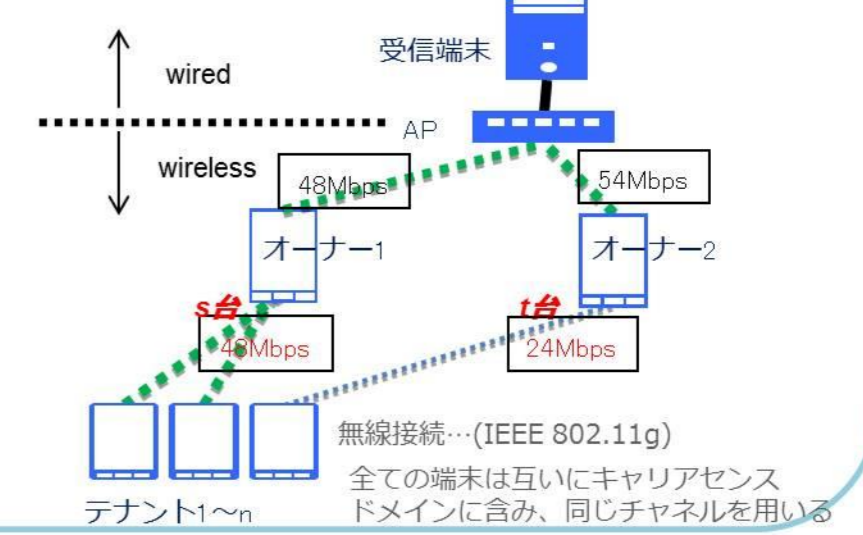 受信端末
wired
AP
wireless
48Mbps
54Mbps
オーナー1
オーナー2
s台
t台
48Mbps
24Mbps
無線接続…(IEEE 802.11g)
全ての端末は互いにキャリアセンス
ドメインに含み、同じチャネルを用いる
テナント1～n